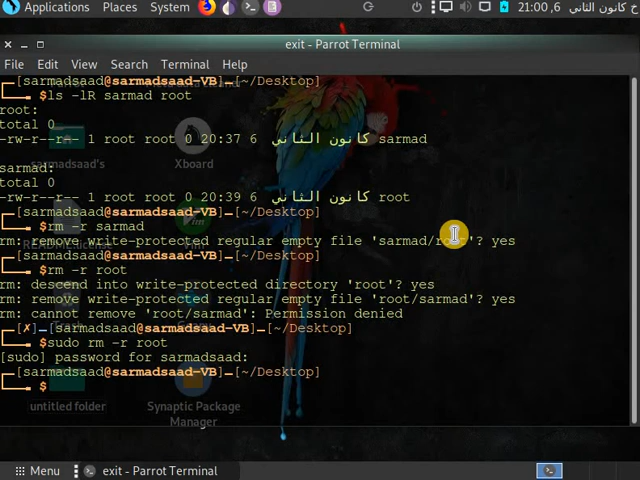 Applications Places System 21:00 ,6 كانون الثاني خ
exit - Parrot Terminal
File Edit View Search Terminal Help
[sarmadsaad@sarmadsaad-VB]-[~/Desktop]
$ls -lR sarmad root
root:
total 0
-rw-r--r-- 1 root root 0 20:37 6 كانون الثاني sarmad
sarmad:
total 0
-rw-r--r-- 1 root root 0 20:39 6 كانون الثاني root
[sarmadsaad@sarmadsaad-VB]-[~/Desktop]
$rm -r sarmad
rm: remove write-protected regular empty file 'sarmad/root'? yes
[sarmadsaad@sarmadsaad-VB]-[~/Desktop]
$rm -r root
rm: descend into write-protected directory 'root'? yes
rm: remove write-protected regular empty file 'root/sarmad'? yes
rm: cannot remove 'root/sarmad': Permission denied
[✗]-[sarmadsaad@sarmadsaad-VB]-[~/Desktop]
$sudo rm -r root
[sudo] password for sarmadsaad:
[sarmadsaad@sarmadsaad-VB]-[~/Desktop]
$
sarmadsaad's
Xboard
Vim
Trash
untitled folder
Synaptic Package
Manager
Menu exit - Parrot Terminal